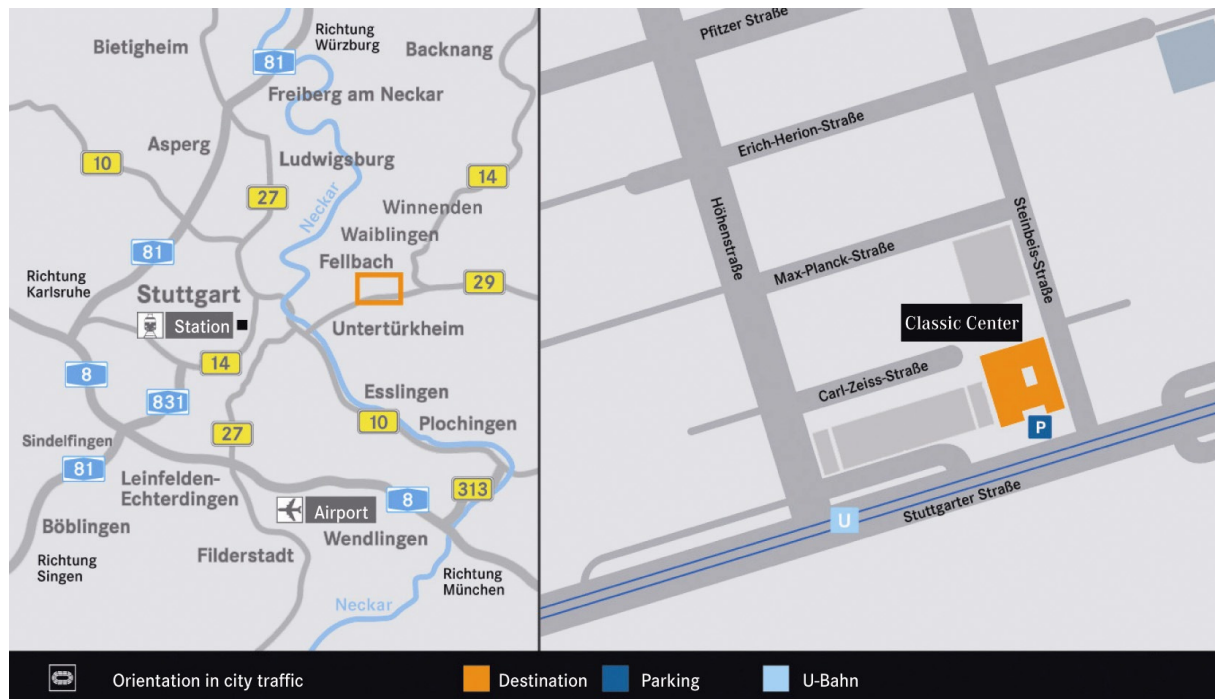 Richtung
Würzburg
Bietigheim
Backnang
81
Freiberg am Neckar
Asperg
Ludwigsburg
10
14
27
Neckar
Winnenden
Waiblingen
81
Fellbach
Richtung
Karlsruhe
29
Stuttgart
Station
Untertürkheim
14
8
831
Esslingen
10
Plochingen
27
Sindelfingen
81
Leinfelden-
Echterdingen
313
8
Airport
Böblingen
Wendlingen
Filderstadt
Richtung
Singen
Richtung
München
Neckar
Pfitzer Straße
Erich-Herion-Straße
Höhenstraße
Steinbeis-Straße
Max-Planck-Straße
Classic Center
Carl-Zeiss-Straße
P
Stuttgarter Straße
U
Orientation in city traffic
Destination
Parking
U-Bahn